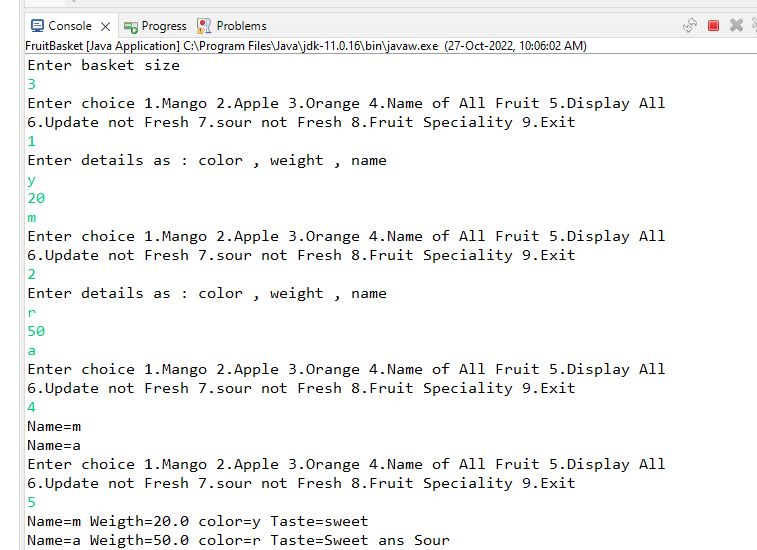 Console Progress Problems
FruitBasket [Java Application] C:\Program Files\Java\jdk-11.0.16\bin\javaw.exe (27-Oct-2022, 10:06:02 AM)
Enter basket size
3
Enter choice 1.Mango 2.Apple 3.Orange 4.Name of All Fruit 5.Display All
6.Update not Fresh 7.sour not Fresh 8.Fruit Speciality 9.Exit
1
Enter details as : color , weight , name
y
20
m
Enter choice 1.Mango 2.Apple 3.Orange 4.Name of All Fruit 5.Display All
6.Update not Fresh 7.sour not Fresh 8.Fruit Speciality 9.Exit
2
Enter details as : color , weight , name
r
50
a
Enter choice 1.Mango 2.Apple 3.Orange 4.Name of All Fruit 5.Display All
6.Update not Fresh 7.sour not Fresh 8.Fruit Speciality 9.Exit
4
Name=m
Name=a
Enter choice 1.Mango 2.Apple 3.Orange 4.Name of All Fruit 5.Display All
6.Update not Fresh 7.sour not Fresh 8.Fruit Speciality 9.Exit
5
Name=m Weigth=20.0 color=y Taste=sweet
Name=a Weigth=50.0 color=r Taste=Sweet ans Sour